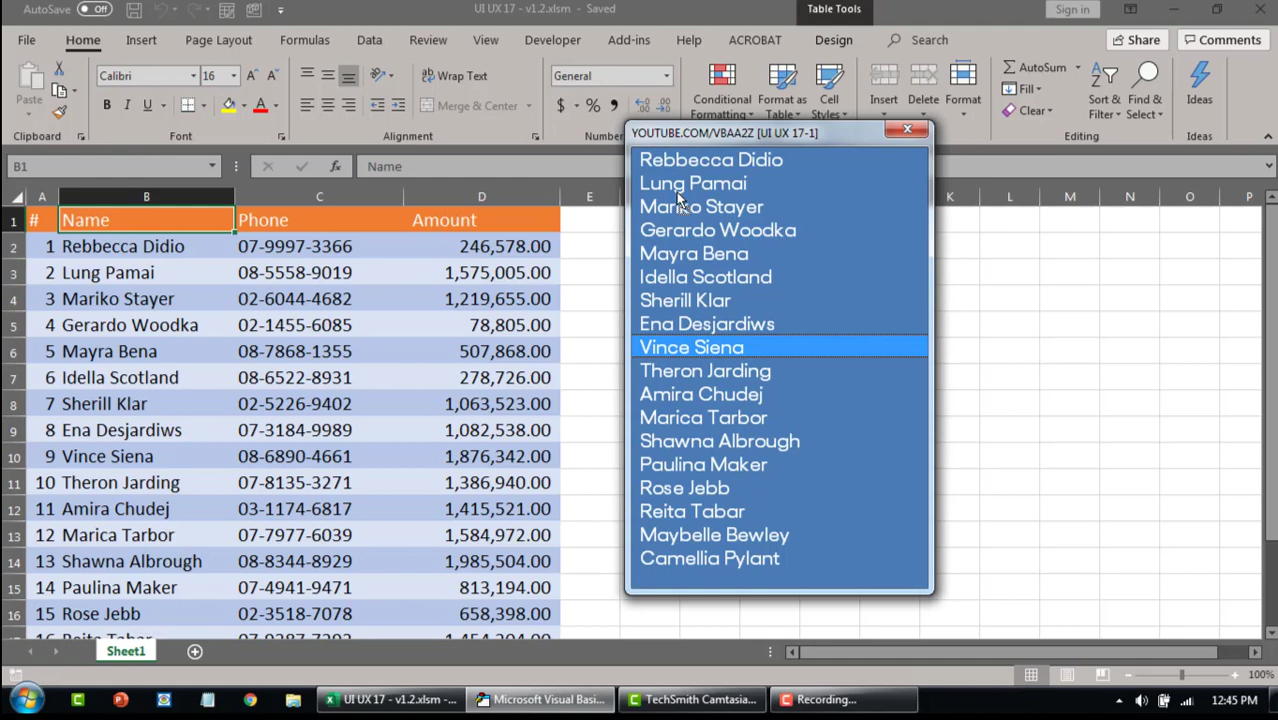 AutoSave Off UI UX 17 - v1.2.xlsm - Saved Table Tools Sign in
File Home Insert Page Layout Formulas Data Review View Developer Add-ins Help ACROBAT Design Search Share Comments
Paste
Calibri 16 A A Wrap Text General AutoSum
B I U A Merge & Center $ % , Conditional Formatting Format as Table Cell Styles Insert Delete Format Fill Clear Sort & Filter Find & Select Ideas
Clipboard Font Alignment Number Cells Editing Ideas
YOUTUBE.COM/VBAA2Z [UI UX 17-1]
B1 fx Name
A B C D E K L M N O P
1 # Name Phone Amount
2 1 Rebbecca Didio 07-9997-3366 246,578.00
3 2 Lung Pamai 08-5558-9019 1,575,005.00
4 3 Mariko Stayer 02-6044-4682 1,219,655.00
5 4 Gerardo Woodka 02-1455-6085 78,805.00
6 5 Mayra Bena 08-7868-1355 507,868.00
7 6 Idella Scotland 08-6522-8931 278,726.00
8 7 Sherill Klar 02-5226-9402 1,063,523.00
9 8 Ena Desjardiws 07-3184-9989 1,082,538.00
10 9 Vince Siena 08-6890-4661 1,876,342.00
11 10 Theron Jarding 07-8135-3271 1,386,940.00
12 11 Amira Chudej 03-1174-6817 1,415,521.00
13 12 Marica Tarbor 07-7977-6039 1,584,972.00
14 13 Shawna Albrough 08-8344-8929 1,985,504.00
15 14 Paulina Maker 07-4941-9471 813,194.00
16 15 Rose Jebb 02-3518-7078 658,398.00
Rebbecca Didio
Lung Pamai
Mariko Stayer
Gerardo Woodka
Mayra Bena
Idella Scotland
Sherill Klar
Ena Desjardiws
Vince Siena
Theron Jarding
Amira Chudej
Marica Tarbor
Shawna Albrough
Paulina Maker
Rose Jebb
Reita Tabar
Maybelle Bewley
Camellia Pylant
Sheet1
100%
UI UX 17 - v1.2.xlsm -... Microsoft Visual Basi... TechSmith Camtasia... Recording... 12:45 PM